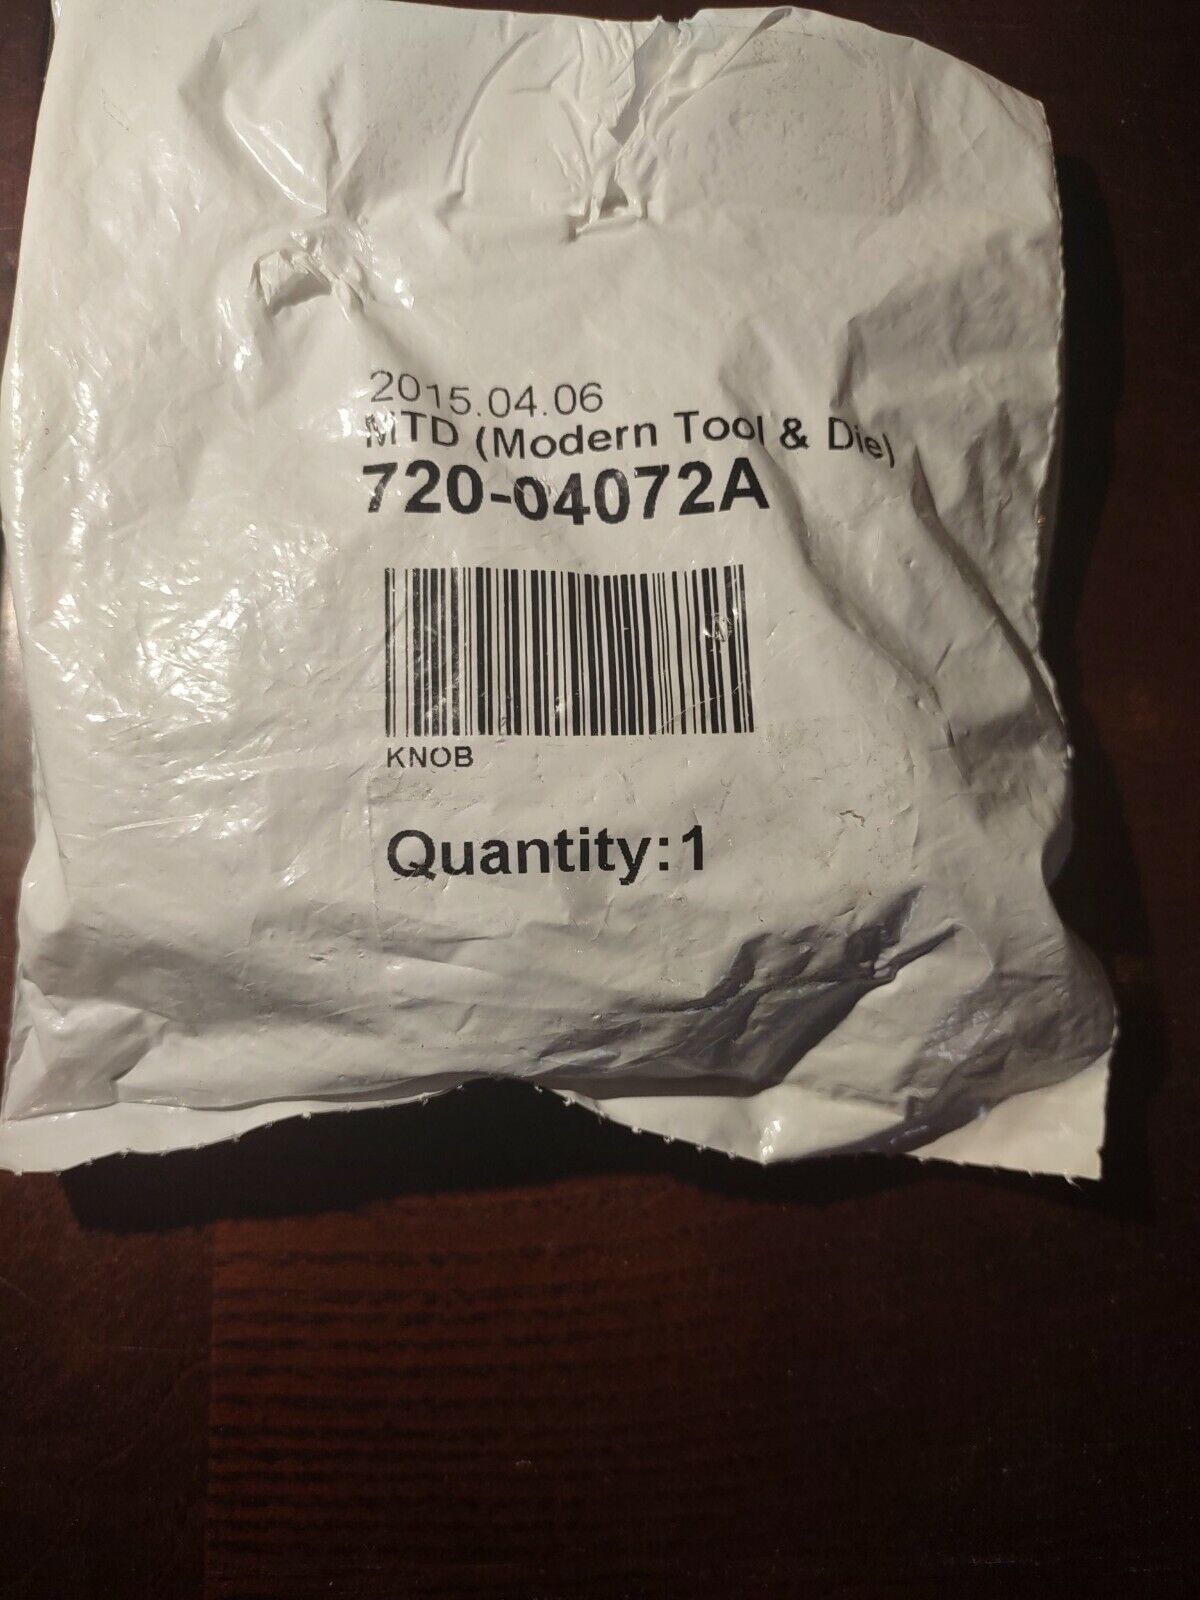 2015.04.06
MTD (Modern Tool & Die)
720-04072A
KNOB
Quantity:1